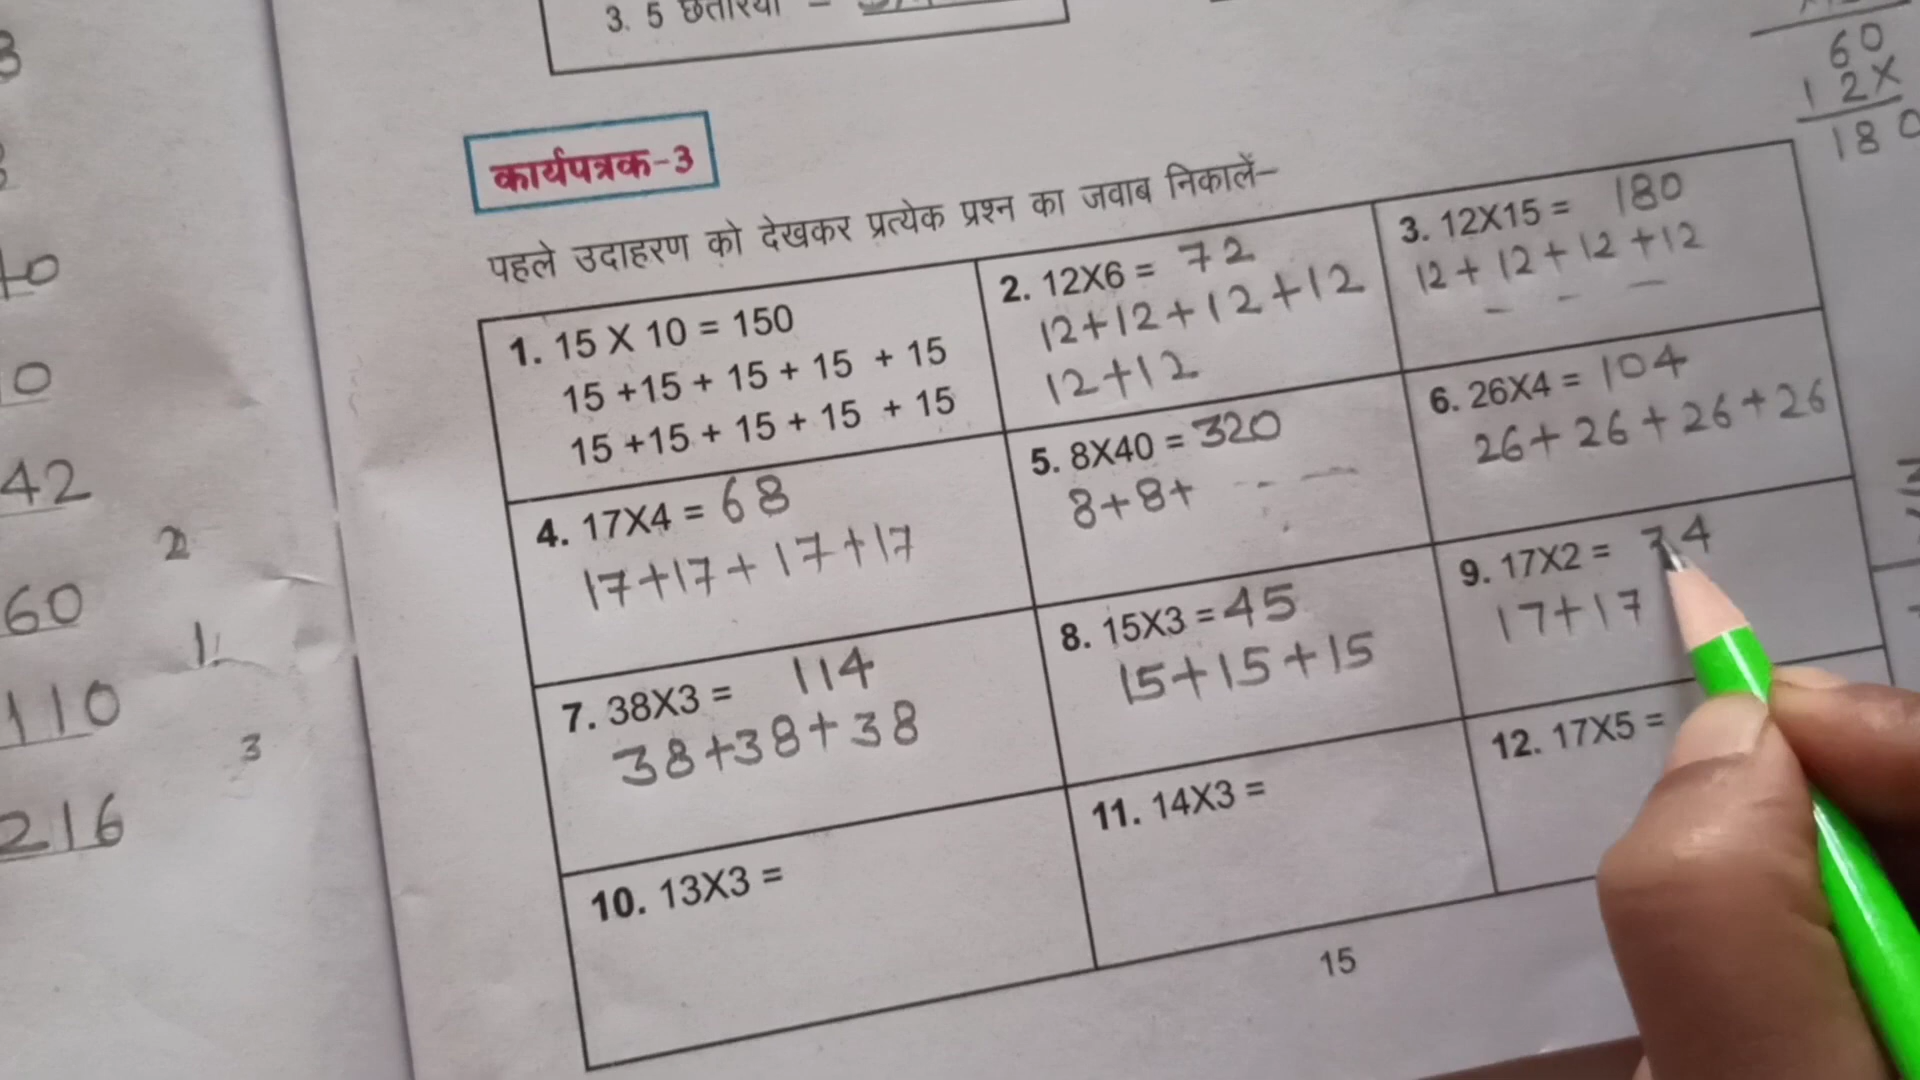 3. 5 छतरियाँ –
कार्यपत्रक-3
पहले उदाहरण को देखकर प्रत्येक प्रश्न का जवाब निकालें–
1. 15 X 10 = 150
15 +15 + 15 + 15 + 15
15 +15 + 15 + 15 + 15
2. 12X6 = 72
12+12+12+12
12+12
3. 12X15 = 180
12+12+12+12
- - -
4. 17X4 = 68
17+17+17+17
5. 8X40 = 320
8+8+
6. 26X4 = 104
26+26+26+26
7. 38X3 = 114
38+38+38
8. 15X3 = 45
15+15+15
9. 17X2 = 34
17+17
10. 13X3 =
11. 14X3 =
12. 17X5 =
15
60
12X
180
42
60
110
216
2
1
3